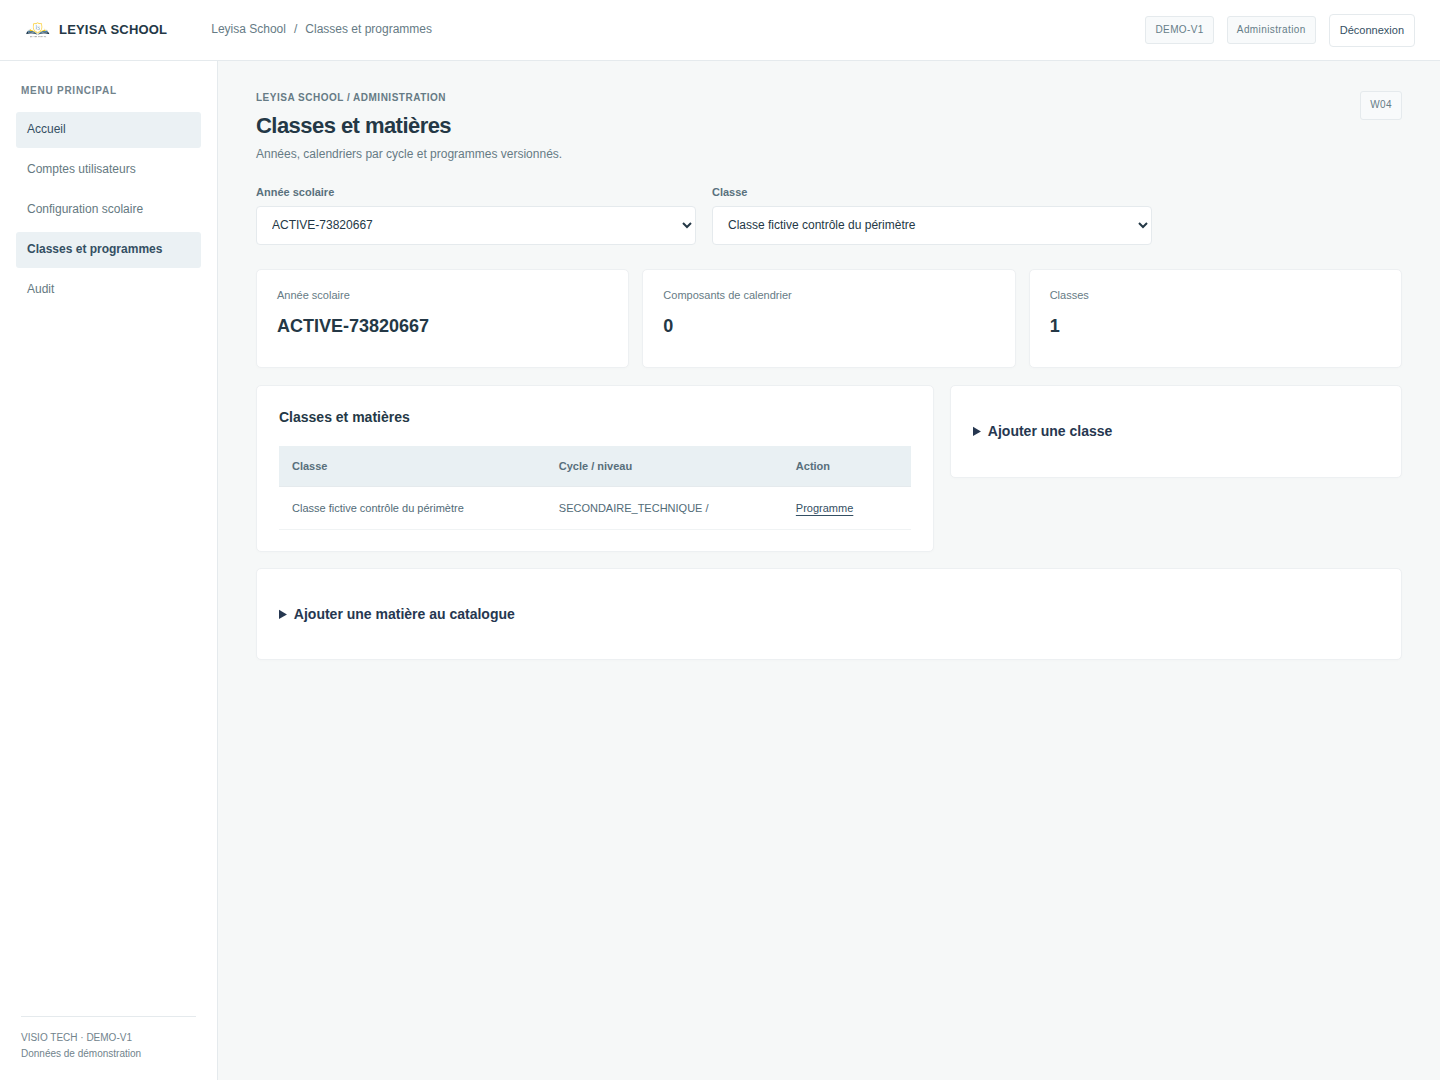 LEYISA SCHOOL
Leyisa School / Classes et programmes
DEMO-V1
Administration
Déconnexion
MENU PRINCIPAL
Accueil
Comptes utilisateurs
Configuration scolaire
Classes et programmes
Audit
VISIO TECH · DEMO-V1
Données de démonstration
LEYISA SCHOOL / ADMINISTRATION
W04
Classes et matières
Années, calendriers par cycle et programmes versionnés.
Année scolaire
ACTIVE-73820667
Classe
Classe fictive contrôle du périmètre
Année scolaire
ACTIVE-73820667
Composants de calendrier
0
Classes
1
Classes et matières
Classe Cycle / niveau Action
Classe fictive contrôle du périmètre SECONDAIRE_TECHNIQUE / Programme
Ajouter une classe
Ajouter une matière au catalogue